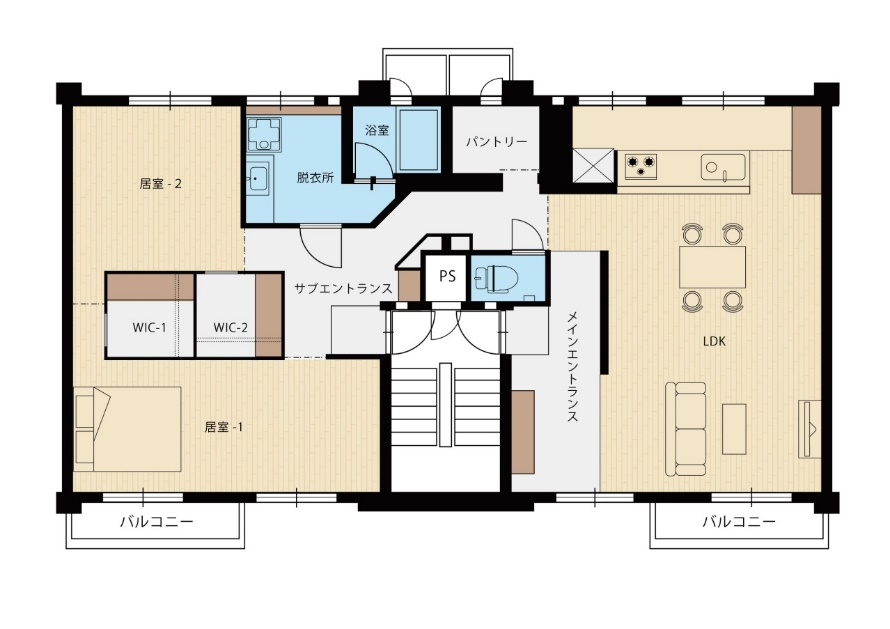 浴室
パントリー
居室 - 2
脱衣所
サブエントランス
PS
WIC-1
WIC-2
メインエントランス
LDK
居室 -1
バルコニー
バルコニー